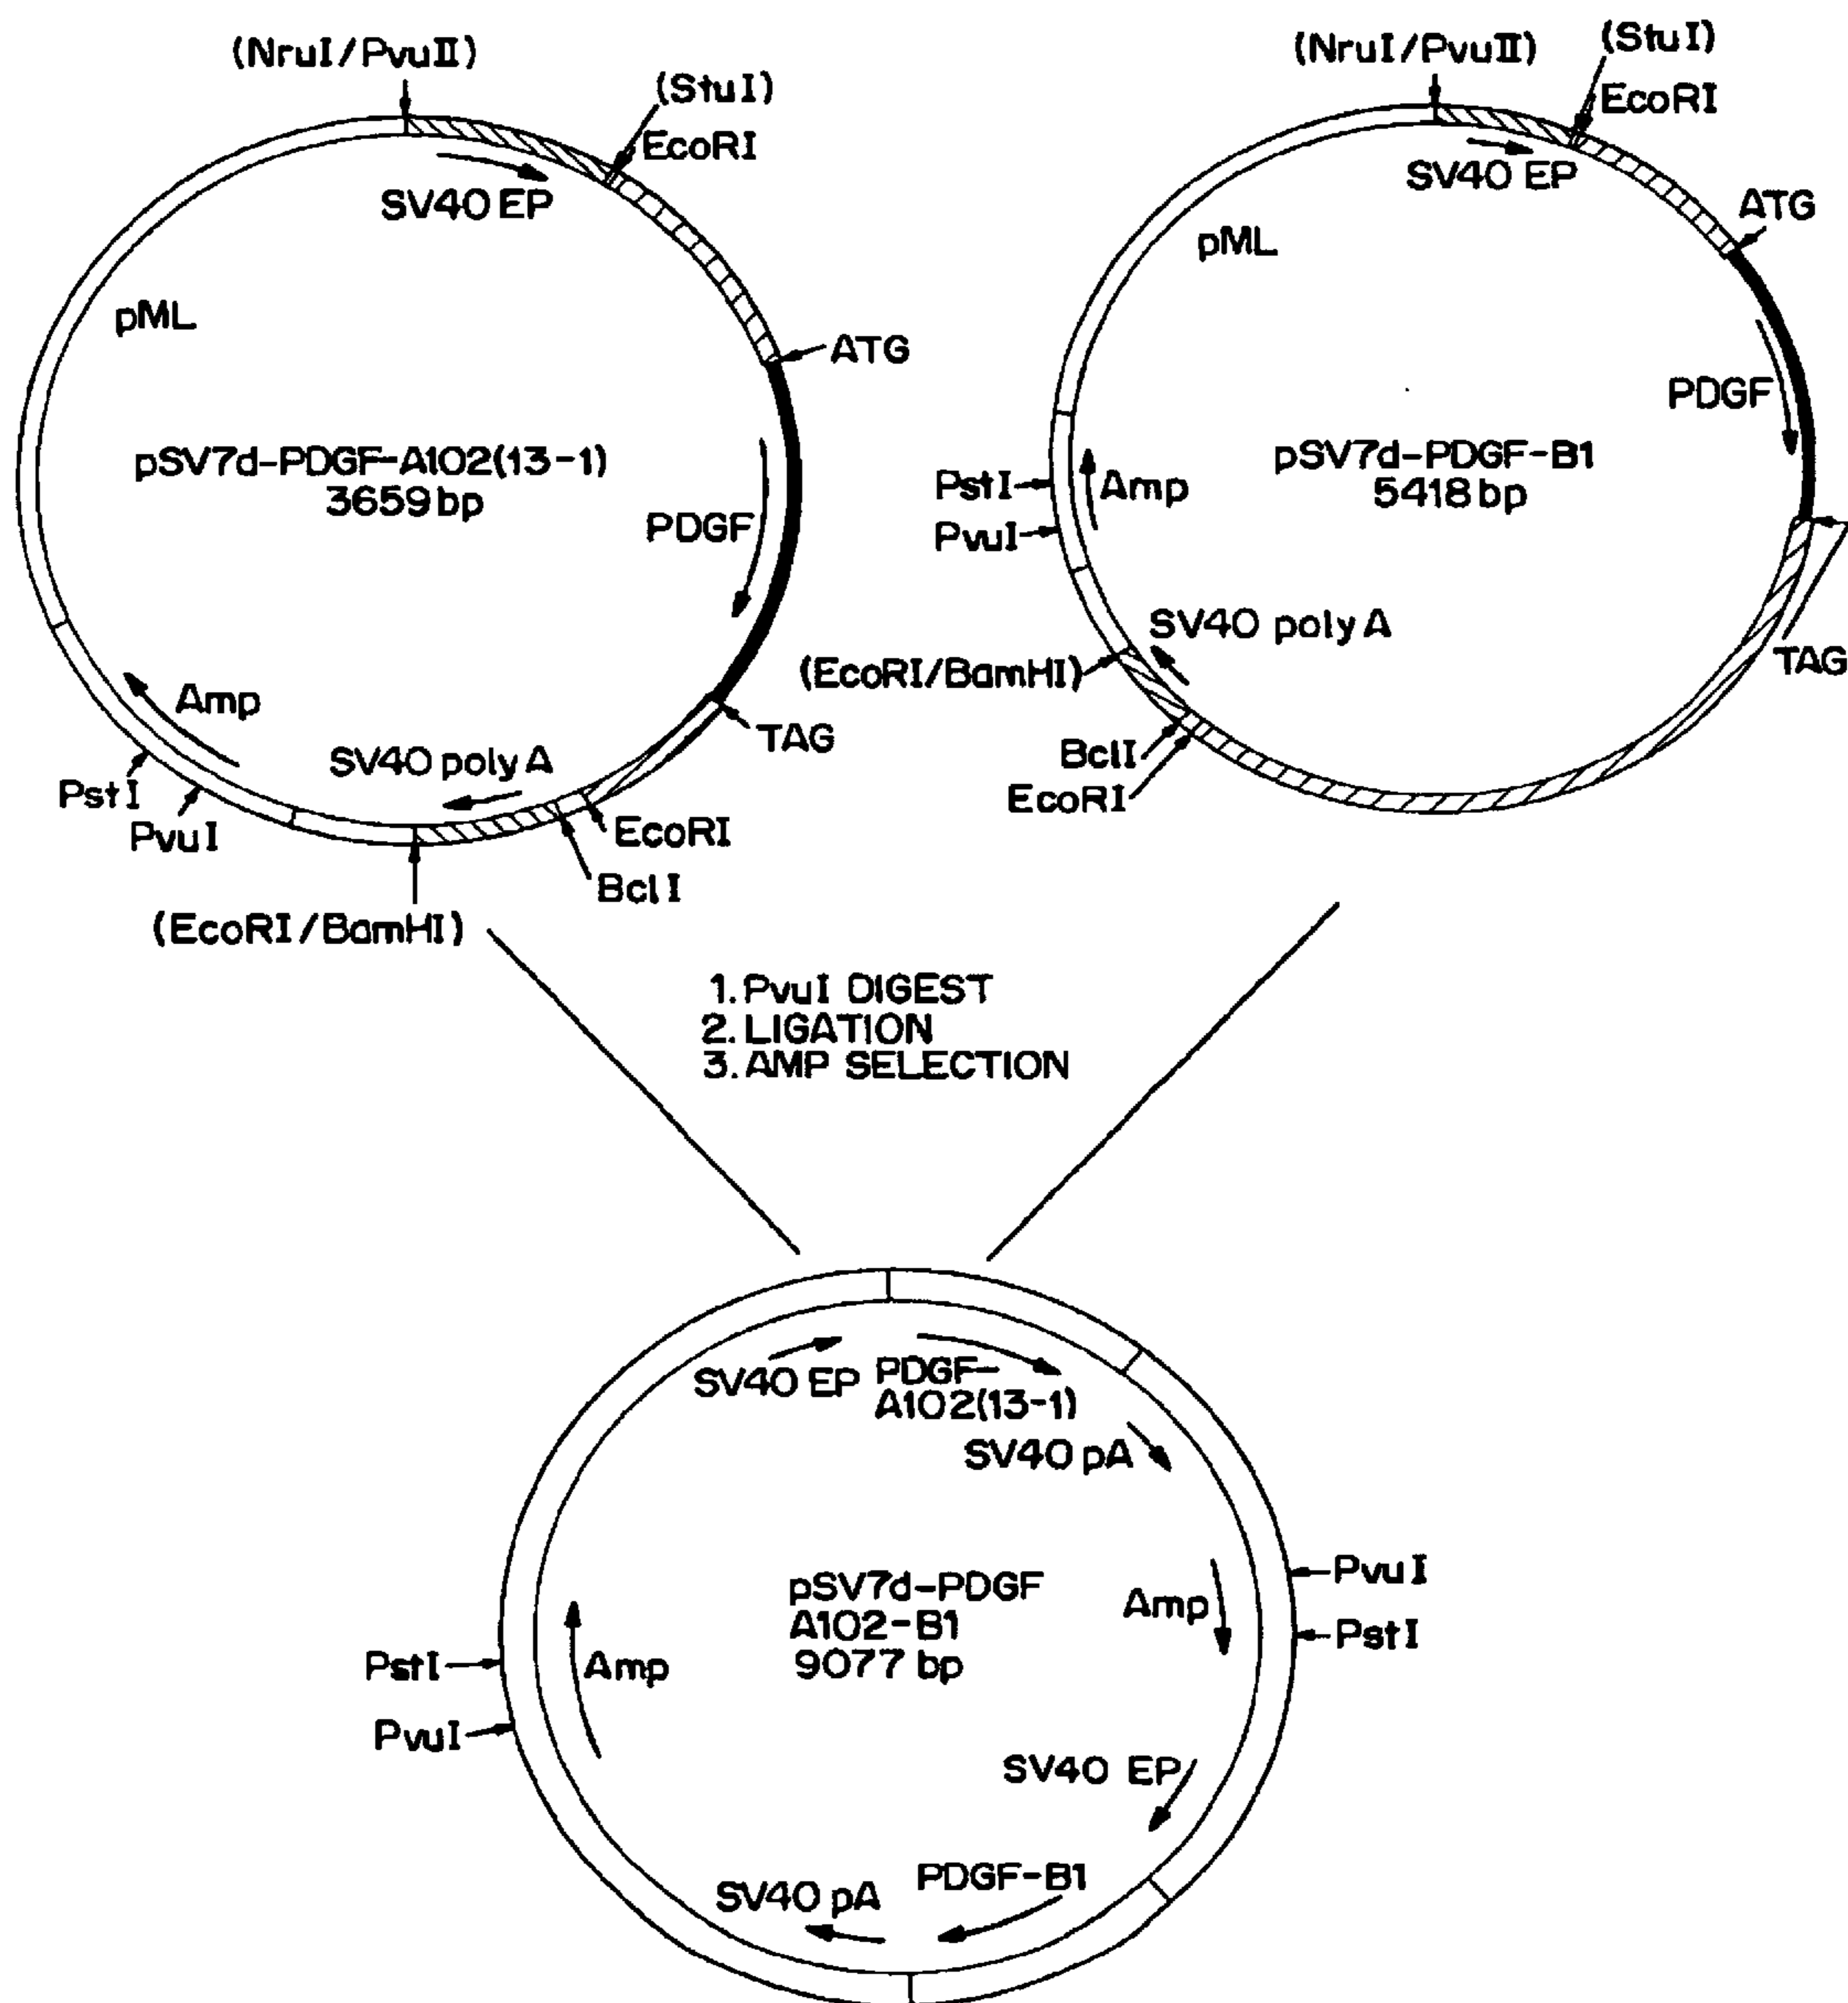 (NruI/PvuII)
(StuI)
EcoRI
SV40 EP
pML
ATG
pSV7d-PDGF-A102(13-1)
3659bp
PDGF
Amp
SV40 poly A
TAG
PstI
PvuI
EcoRI
BclI
(EcoRI/BamHI)
(NruI/PvuII)
(StuI)
EcoRI
SV40 EP
ATG
pML
PDGF
pSV7d-PDGF-B1
5418bp
PstI
Amp
PvuI
SV40 poly A
(EcoRI/BamHI)
TAG
BclI
EcoRI
1. PvuI DIGEST
2. LIGATION
3. AMP SELECTION
SV40 EP
PDGF-
A102(13-1)
SV40 pA
pSV7d-PDGF
A102-B1
9077 bp
PvuI
Amp
PstI
PstI
Amp
PvuI
SV40 EP
PDGF-B1
SV40 pA